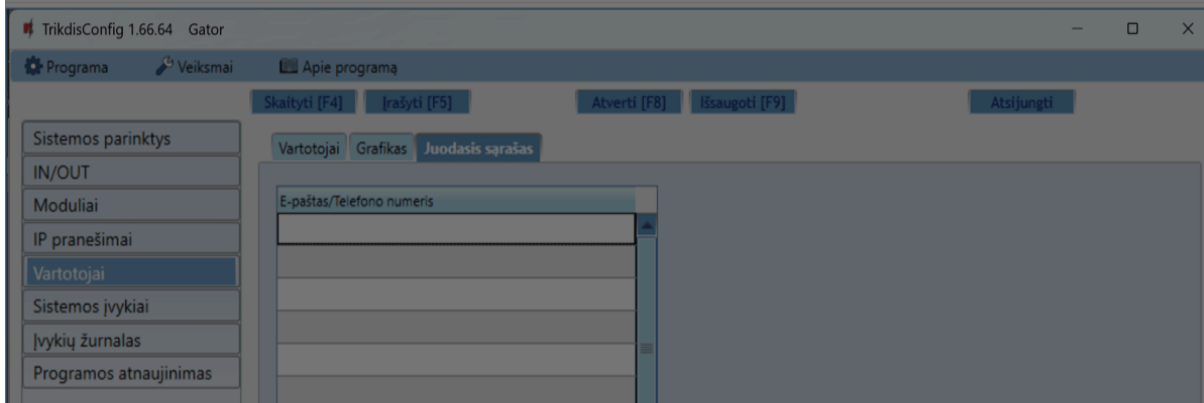 TrikdisConfig 1.66.64 Gator
Programa Veiksmai Apie programą
Skaityti [F4] Įrašyti [F5] Atverti [F8] Išsaugoti [F9] Atsijungti
Sistemos parinktys
IN/OUT
Moduliai
IP pranešimai
Vartotojai
Sistemos įvykiai
Įvykių žurnalas
Programos atnaujinimas
Vartotojai Grafikas Juodasis sąrašas
E-paštas/Telefono numeris